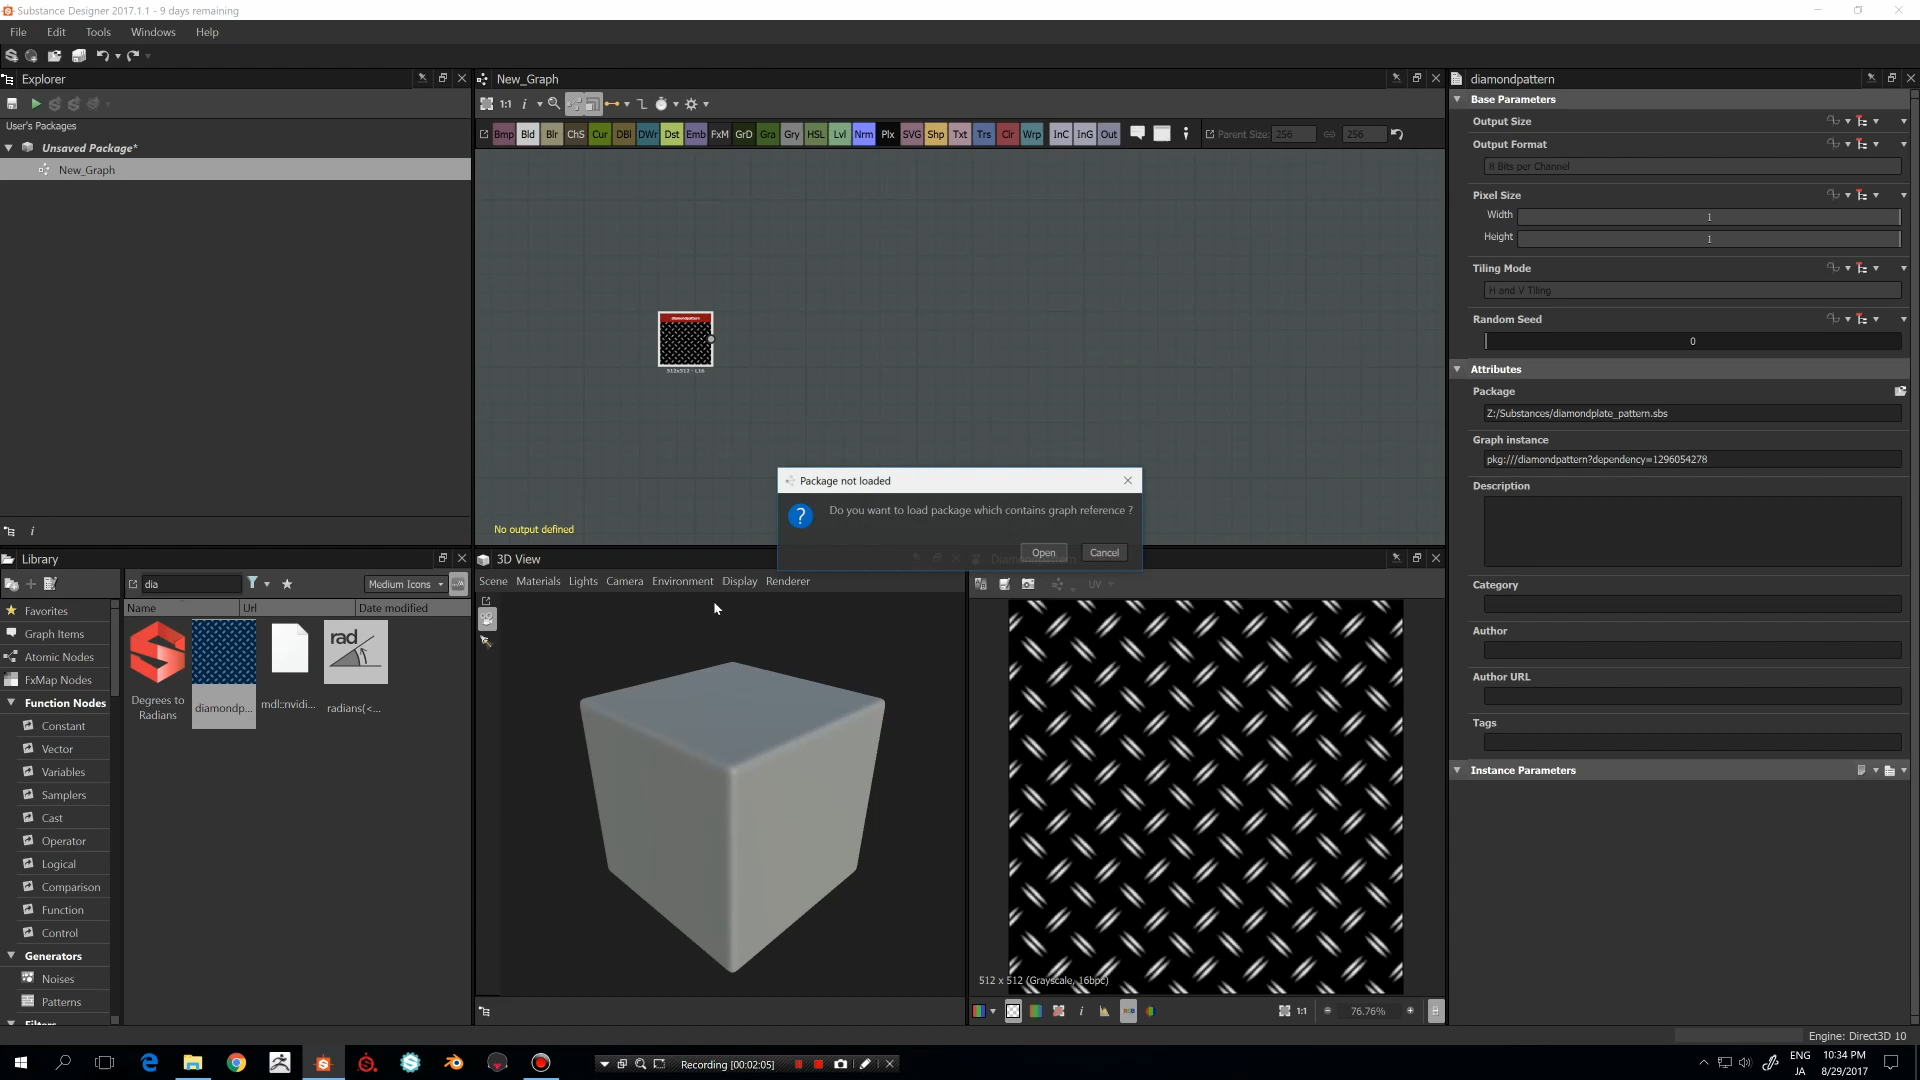 Substance Designer 2017.1.1 - 9 days remaining
File Edit Tools Windows Help
Explorer
User's Packages
Unsaved Package*
New_Graph
New_Graph
1:1
Bmp Bld Blr ChS Cur DBl DWr Dst Emb FxM GrD Gra Gry HSL Lvl Nrm Plx SVG Shp Txt Trs Clr Wrp InC InG Out
Parent Size: 256 256
diamondpattern
512x512 - L16
No output defined
Package not loaded
Do you want to load package which contains graph reference ?
Open Cancel
Library
dia
Medium Icons
Name Url Date modified
Favorites
Graph Items
Atomic Nodes
FxMap Nodes
Function Nodes
Constant
Vector
Variables
Samplers
Cast
Operator
Logical
Comparison
Function
Control
Generators
Noises
Patterns
Filters
Degrees to
Radians
diamondp...
mdl::nvidi...
rad
radians(<...
3D View
Scene Materials Lights Camera Environment Display Renderer
UV
512 x 512 (Grayscale, 16bpc)
1:1
76.76%
diamondpattern
Base Parameters
Output Size
Output Format
8 Bits per Channel
Pixel Size
Width 1
Height 1
Tiling Mode
H and V Tiling
Random Seed
0
Attributes
Package
Z:/Substances/diamondplate_pattern.sbs
Graph instance
pkg:///diamondpattern?dependency=1296054278
Description
Category
Author
Author URL
Tags
Instance Parameters
Engine: Direct3D 10
Recording [00:02:05]
ENG
JA
10:34 PM
8/29/2017